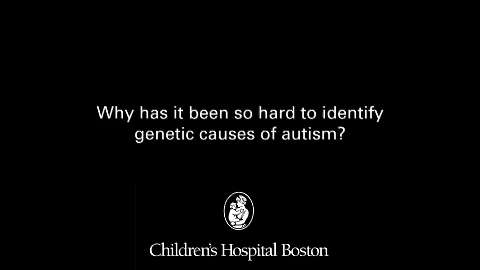 Why has it been so hard to identify
genetic causes of autism?
Children's Hospital Boston